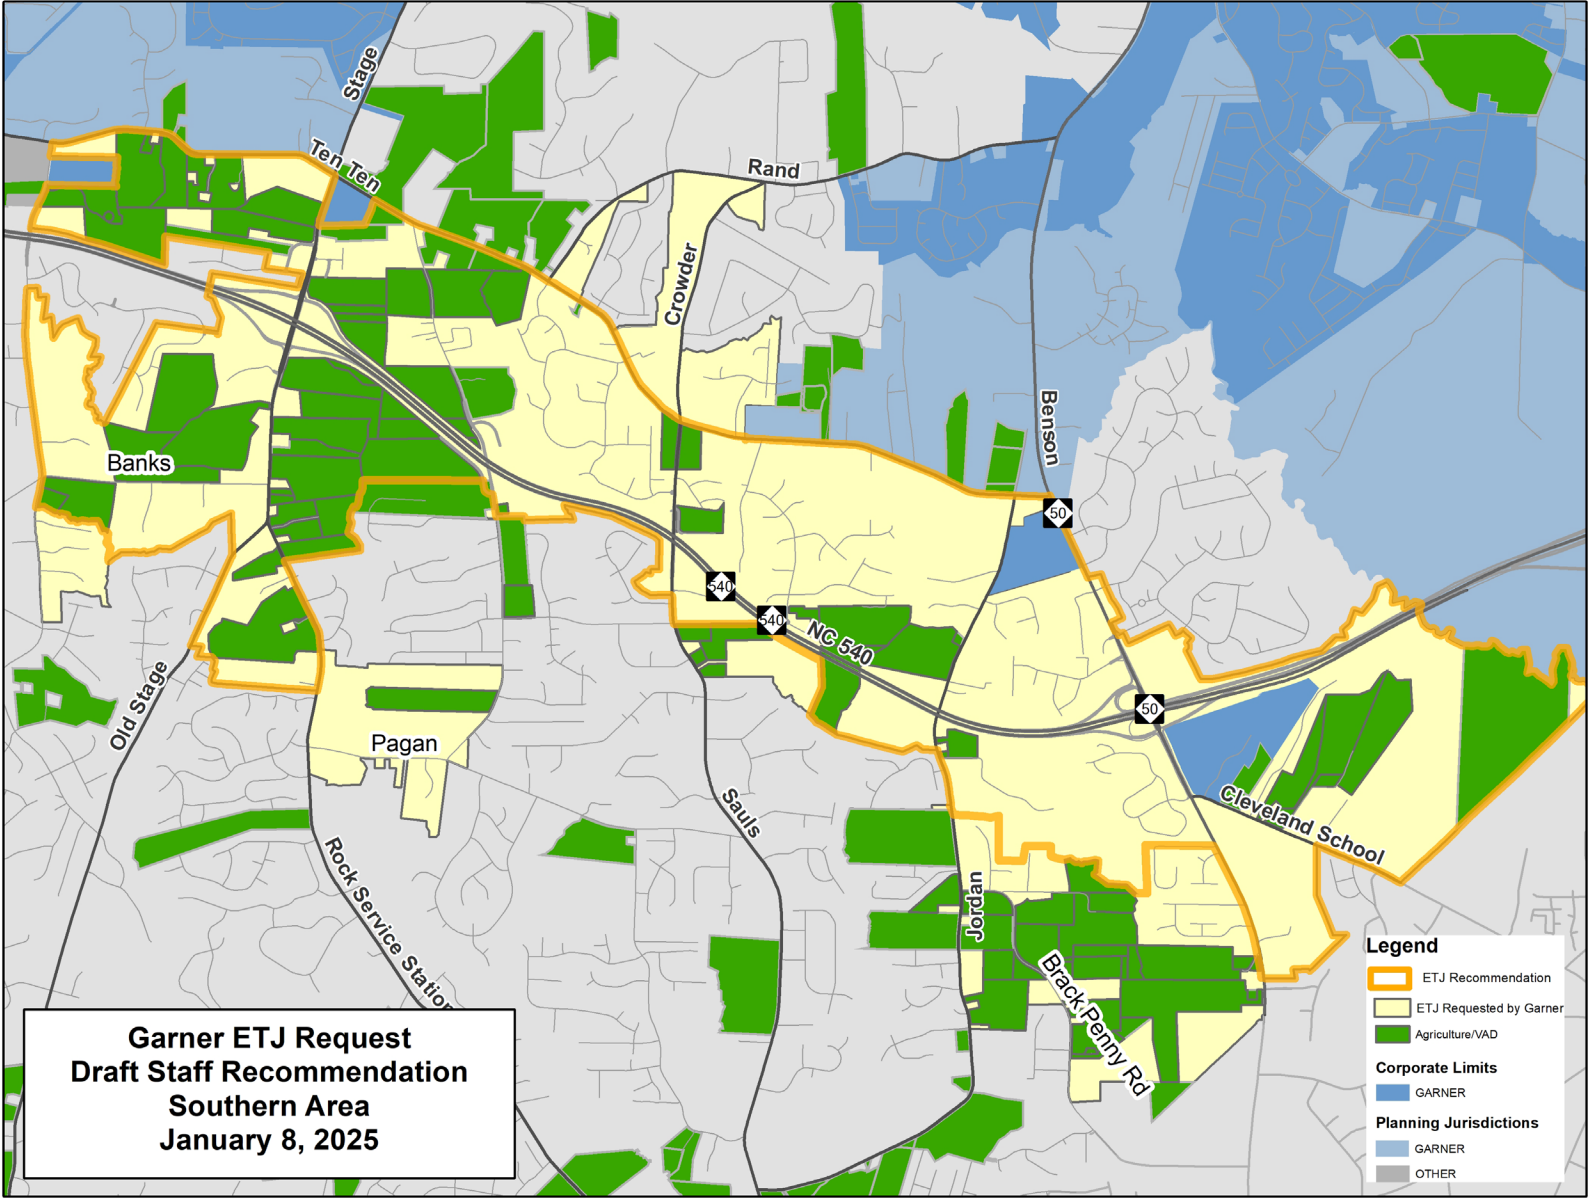 Stage
Ten Ten
Rand
Crowder
Benson
Banks
50
540
540
NC 540
50
Old Stage
Pagan
Sauls
Cleveland School
Rock Service Station
Jordan
Brack Penny Rd
Garner ETJ Request
Draft Staff Recommendation
Southern Area
January 8, 2025
Legend
ETJ Recommendation
ETJ Requested by Garner
Agriculture/VAD
Corporate Limits
GARNER
Planning Jurisdictions
GARNER
OTHER